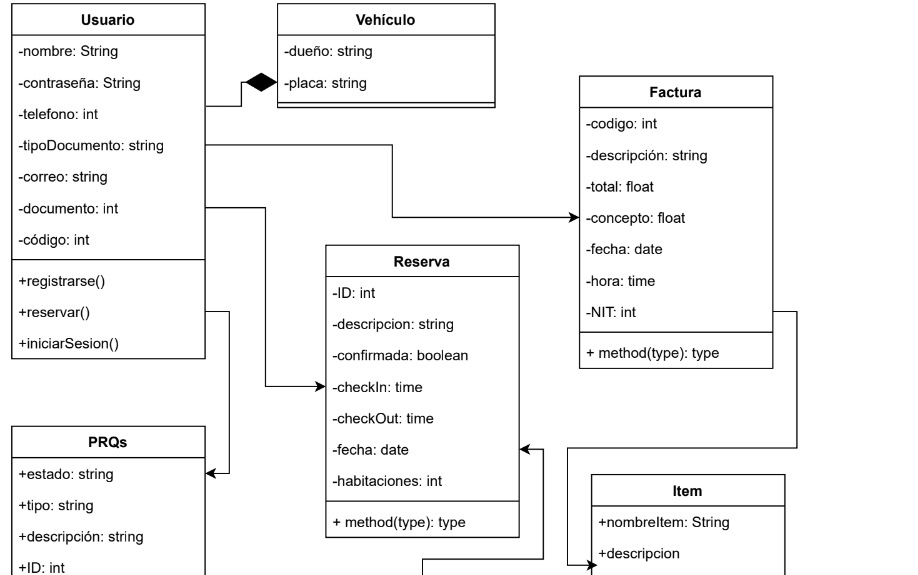 Usuario
-nombre: String
-contraseña: String
-telefono: int
-tipoDocumento: string
-correo: string
-documento: int
-código: int
+registrarse()
+reservar()
+iniciarSesion()
Vehículo
-dueño: string
-placa: string
Factura
-codigo: int
-descripción: string
-total: float
-concepto: float
-fecha: date
-hora: time
-NIT: int
+ method(type): type
Reserva
-ID: int
-descripcion: string
-confirmada: boolean
-checkIn: time
-checkOut: time
-fecha: date
-habitaciones: int
+ method(type): type
PRQs
+estado: string
+tipo: string
+descripción: string
+ID: int
Item
+nombreItem: String
+descripcion